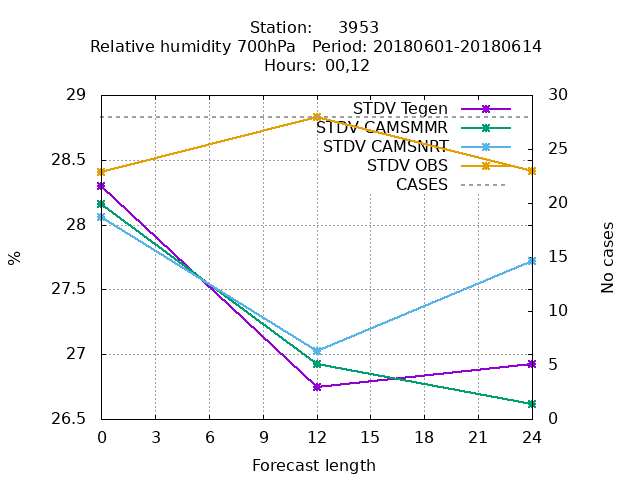 Station:     3953
Relative humidity 700hPa   Period: 20180601-20180614
Hours: 00,12
29
28.5
28
27.5
27
26.5
%
30
25
20
15
10
5
0
No cases
STDV Tegen
STDV CAMSMMR
STDV CAMSNRT
STDV OBS
CASES
0 3 6 9 12 15 18 21 24
Forecast length